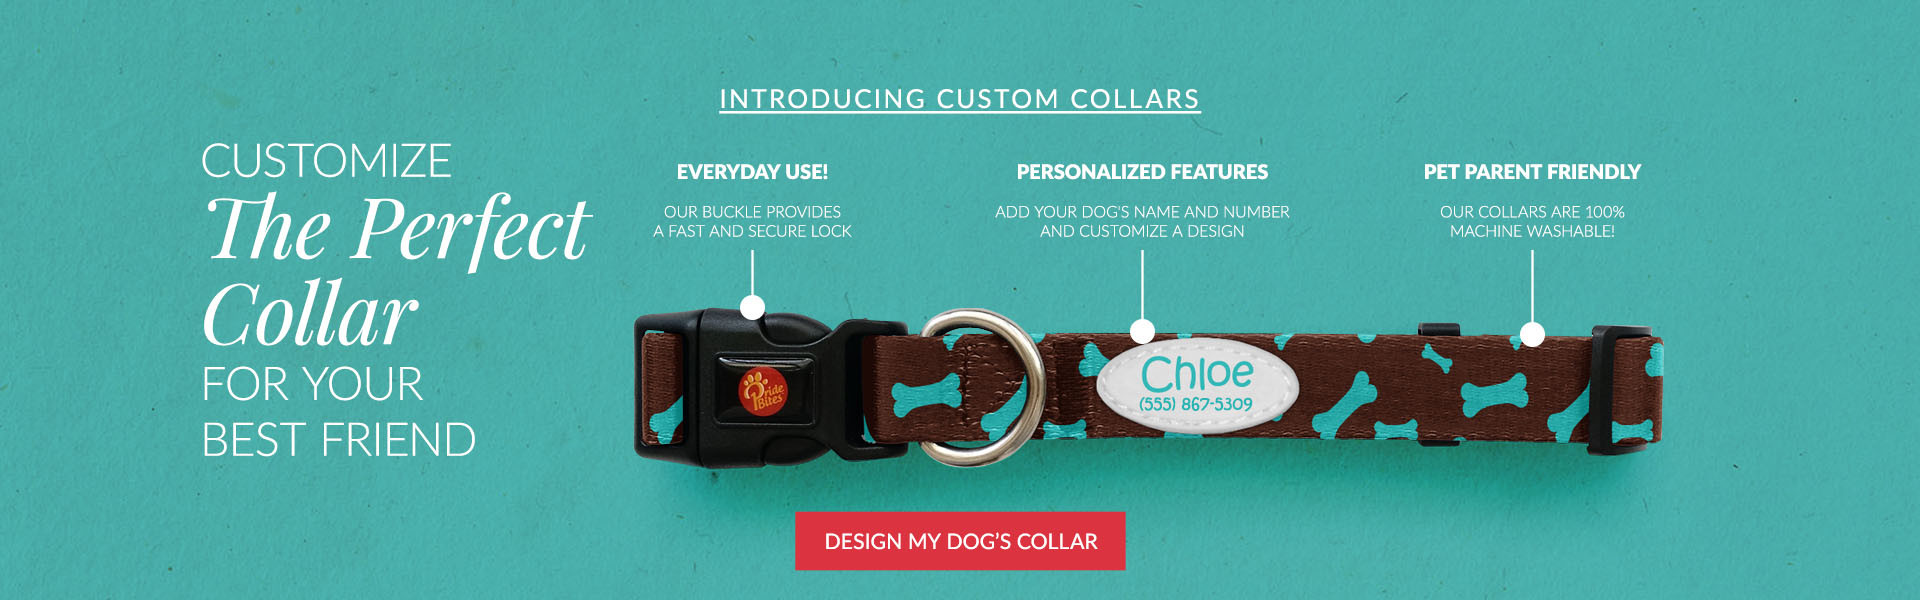 INTRODUCING CUSTOM COLLARS
CUSTOMIZE
The Perfect
Collar
FOR YOUR
BEST FRIEND
EVERYDAY USE!
OUR BUCKLE PROVIDES
A FAST AND SECURE LOCK
PERSONALIZED FEATURES
ADD YOUR DOG'S NAME AND NUMBER
AND CUSTOMIZE A DESIGN
PET PARENT FRIENDLY
OUR COLLARS ARE 100%
MACHINE WASHABLE!
Pride
Bites
Chloe
(555) 867-5309
DESIGN MY DOG'S COLLAR